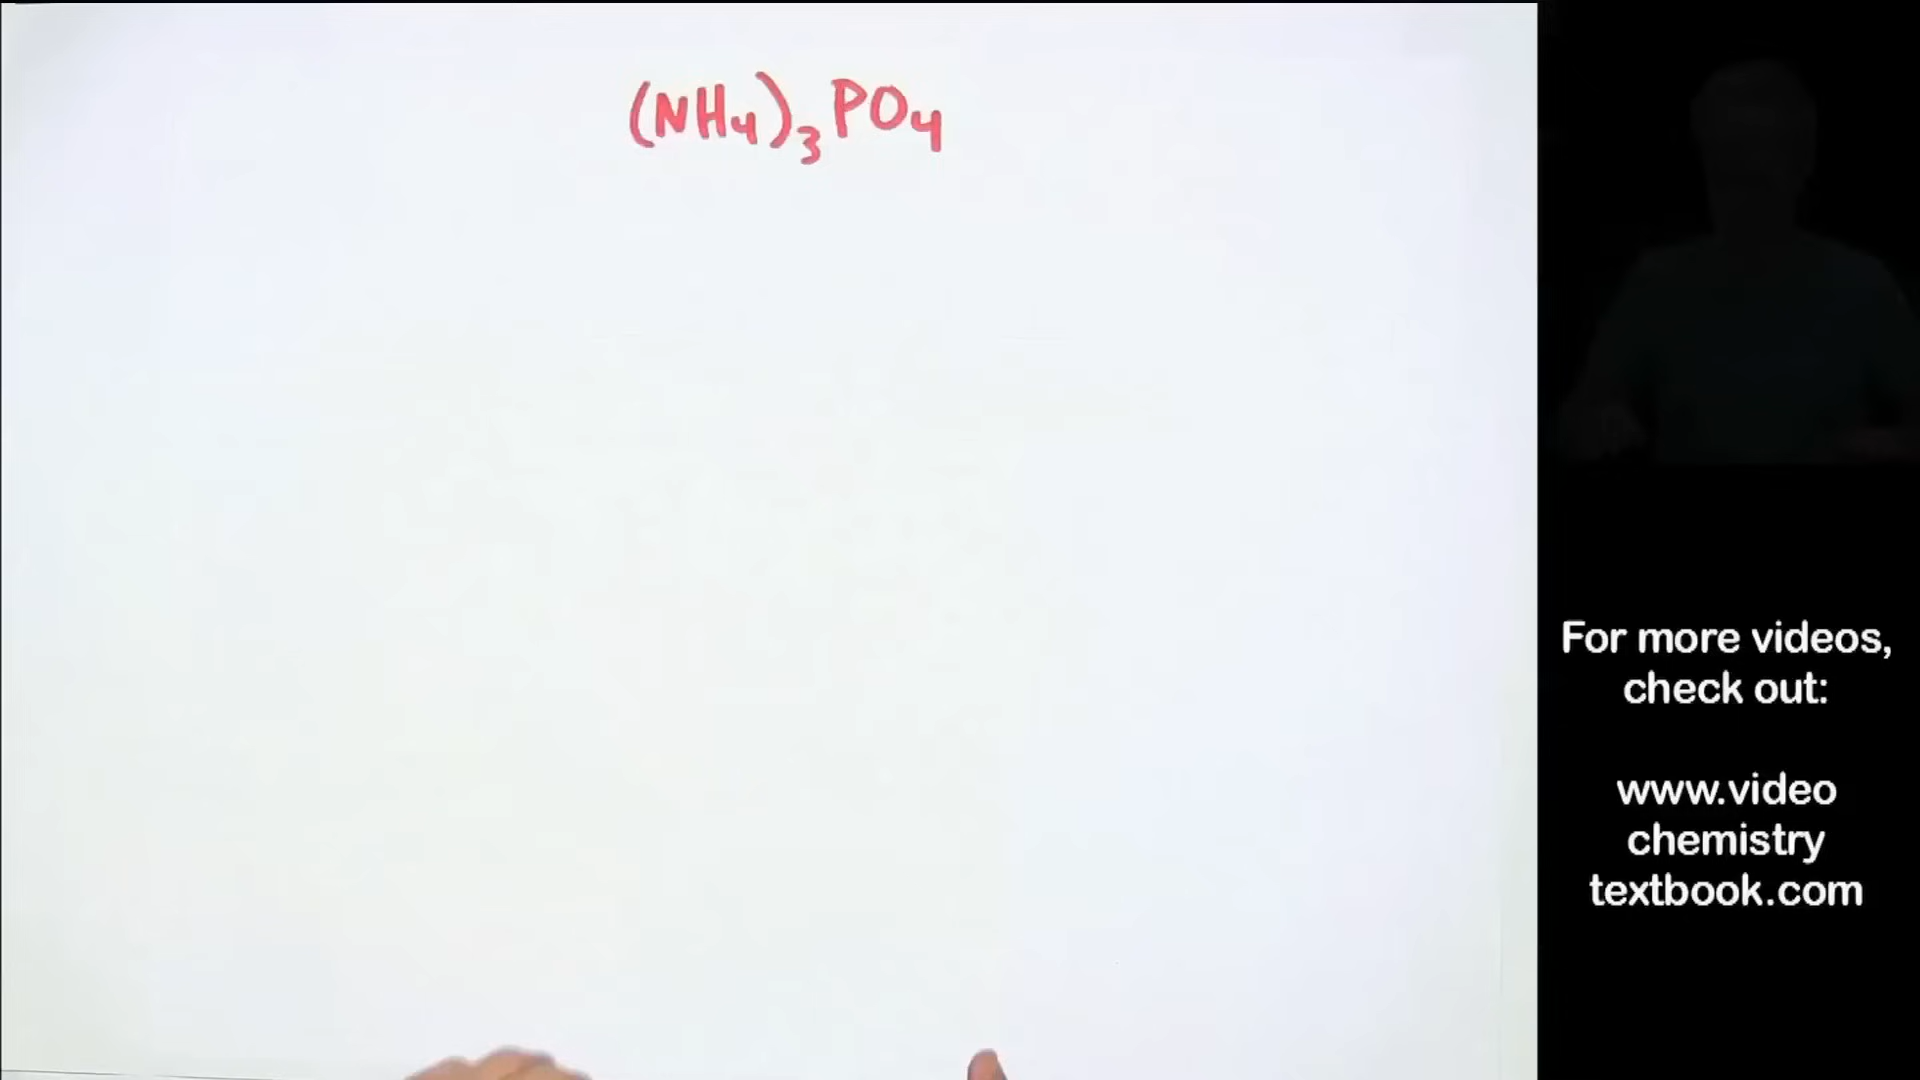 (NH₄)₃PO₄
For more videos,
check out:
www.video
chemistry
textbook.com